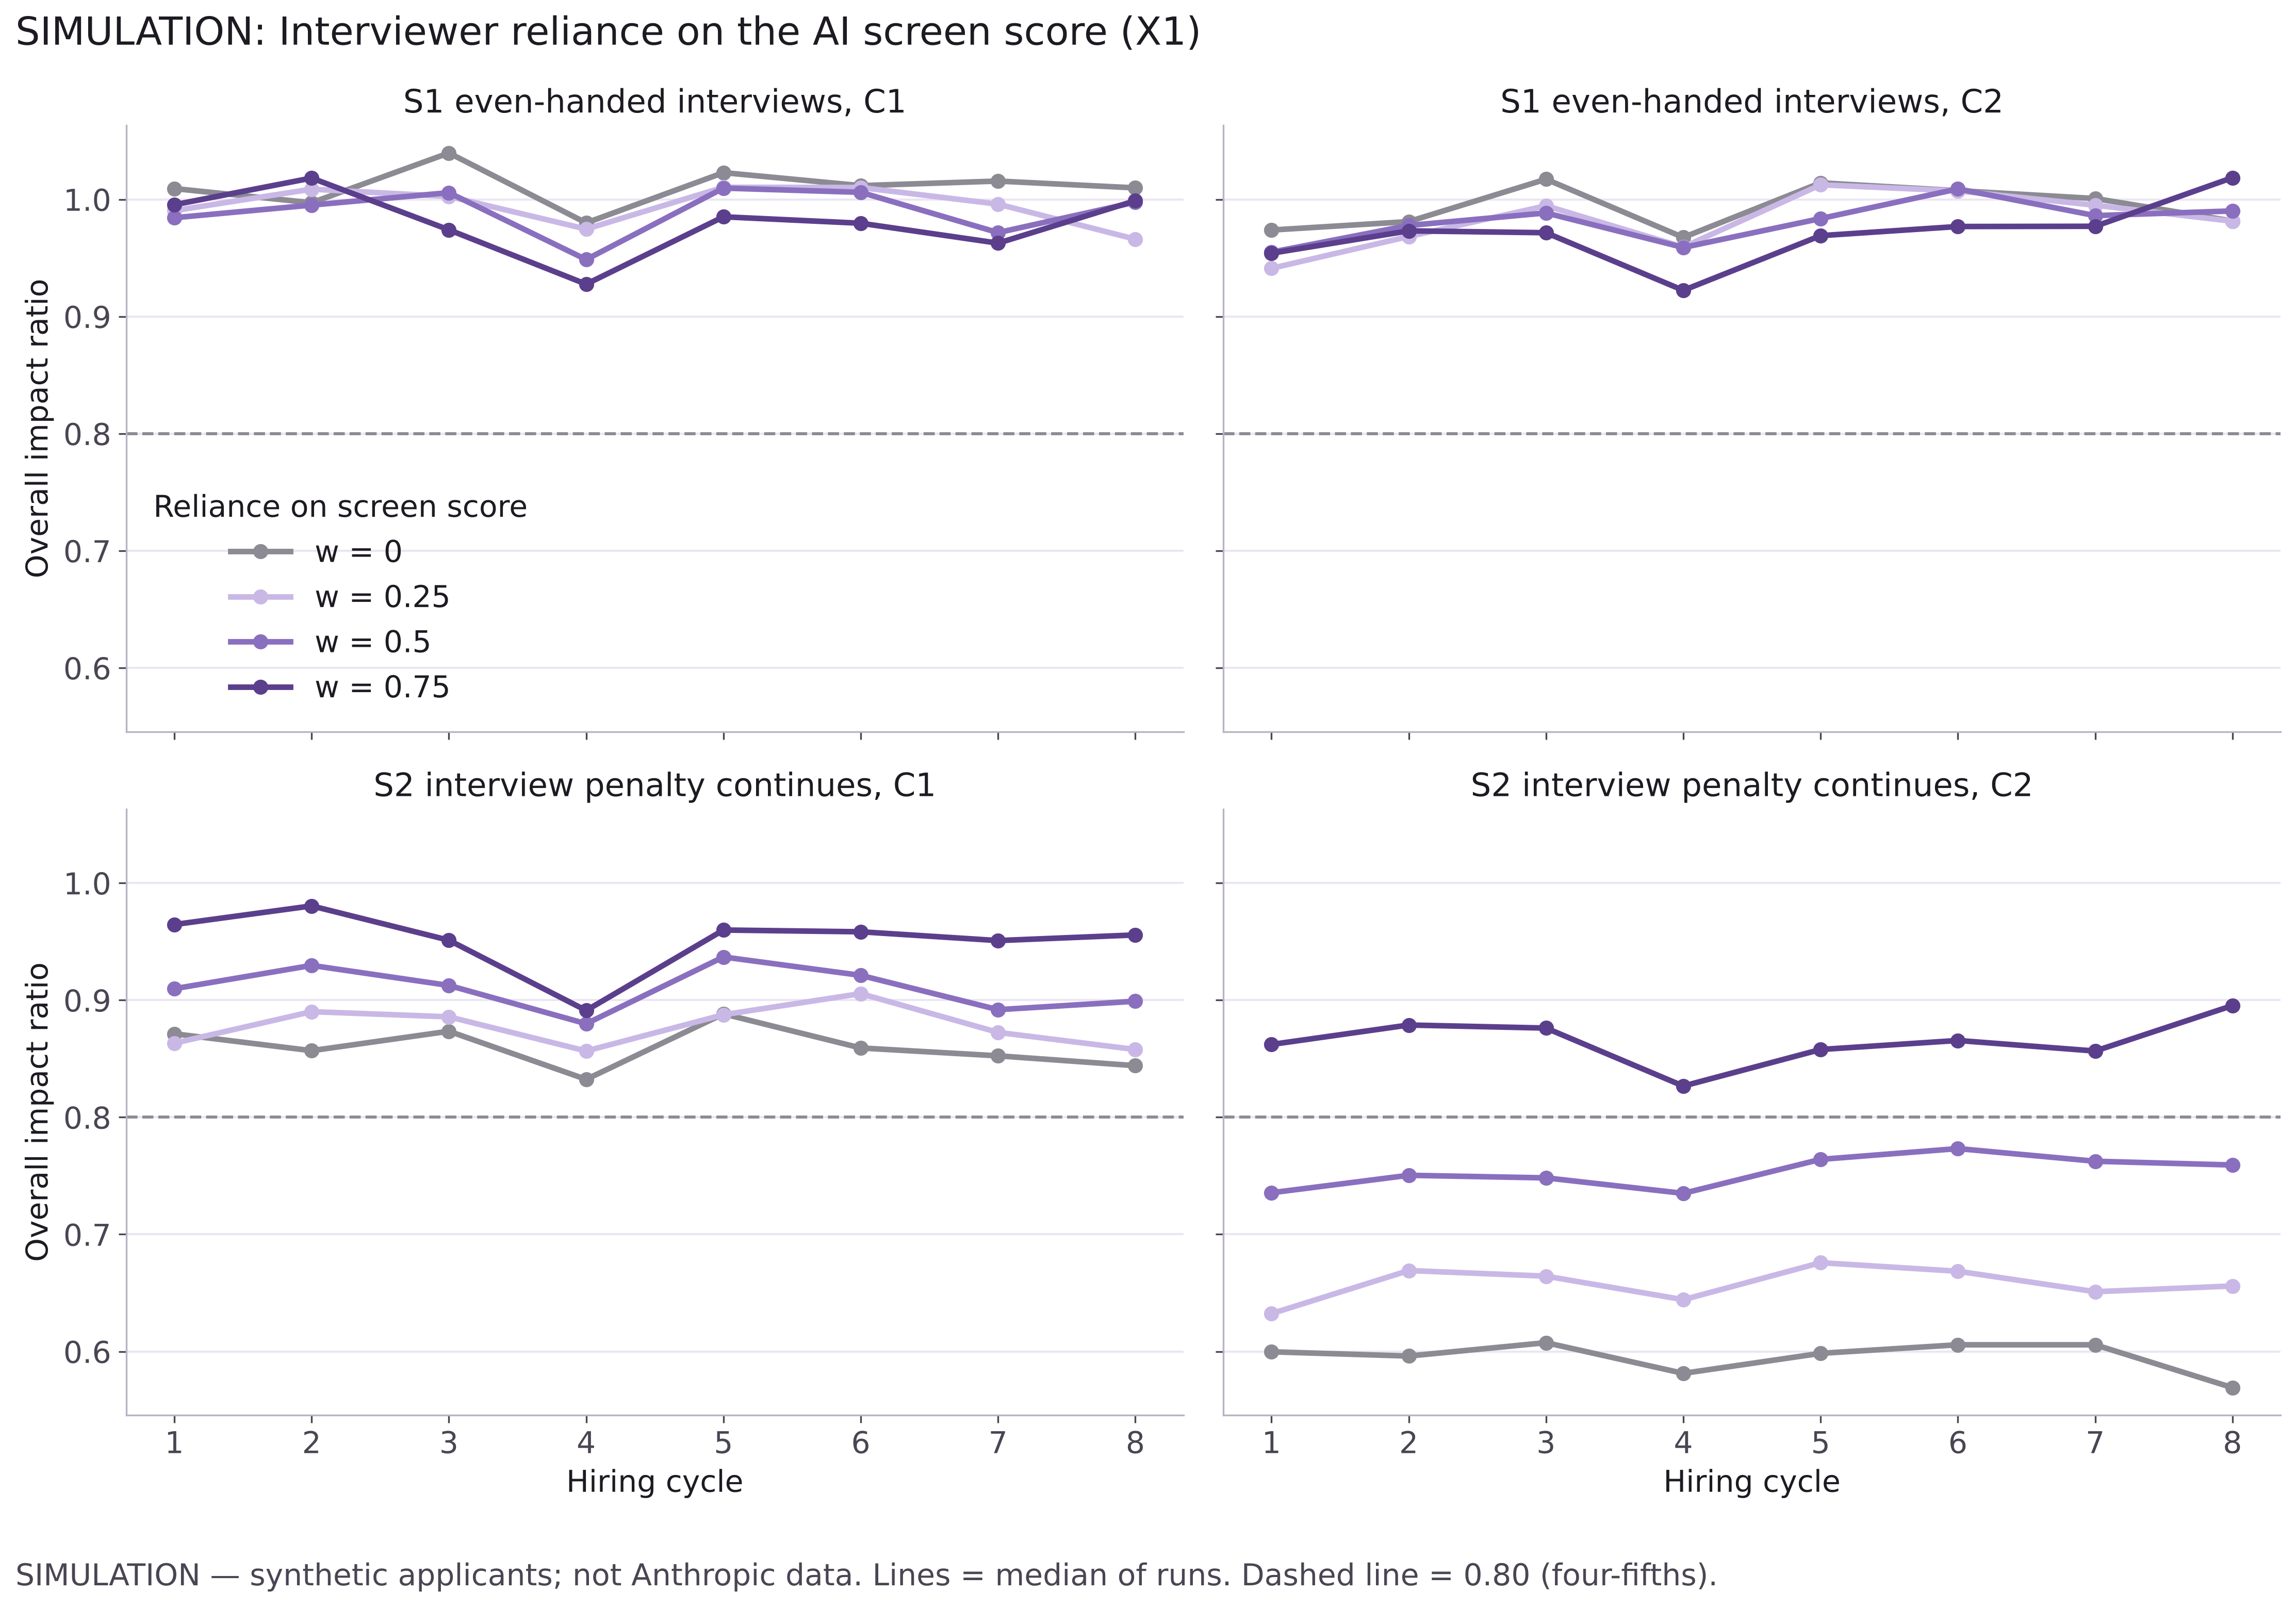 SIMULATION: Interviewer reliance on the AI screen score (X1)
S1 even-handed interviews, C1
S1 even-handed interviews, C2
Overall impact ratio
1.0
0.9
0.8
0.7
0.6
Reliance on screen score
w = 0
w = 0.25
w = 0.5
w = 0.75
S2 interview penalty continues, C1
S2 interview penalty continues, C2
Overall impact ratio
1.0
0.9
0.8
0.7
0.6
1 2 3 4 5 6 7 8
1 2 3 4 5 6 7 8
Hiring cycle
Hiring cycle
SIMULATION — synthetic applicants; not Anthropic data. Lines = median of runs. Dashed line = 0.80 (four-fifths).